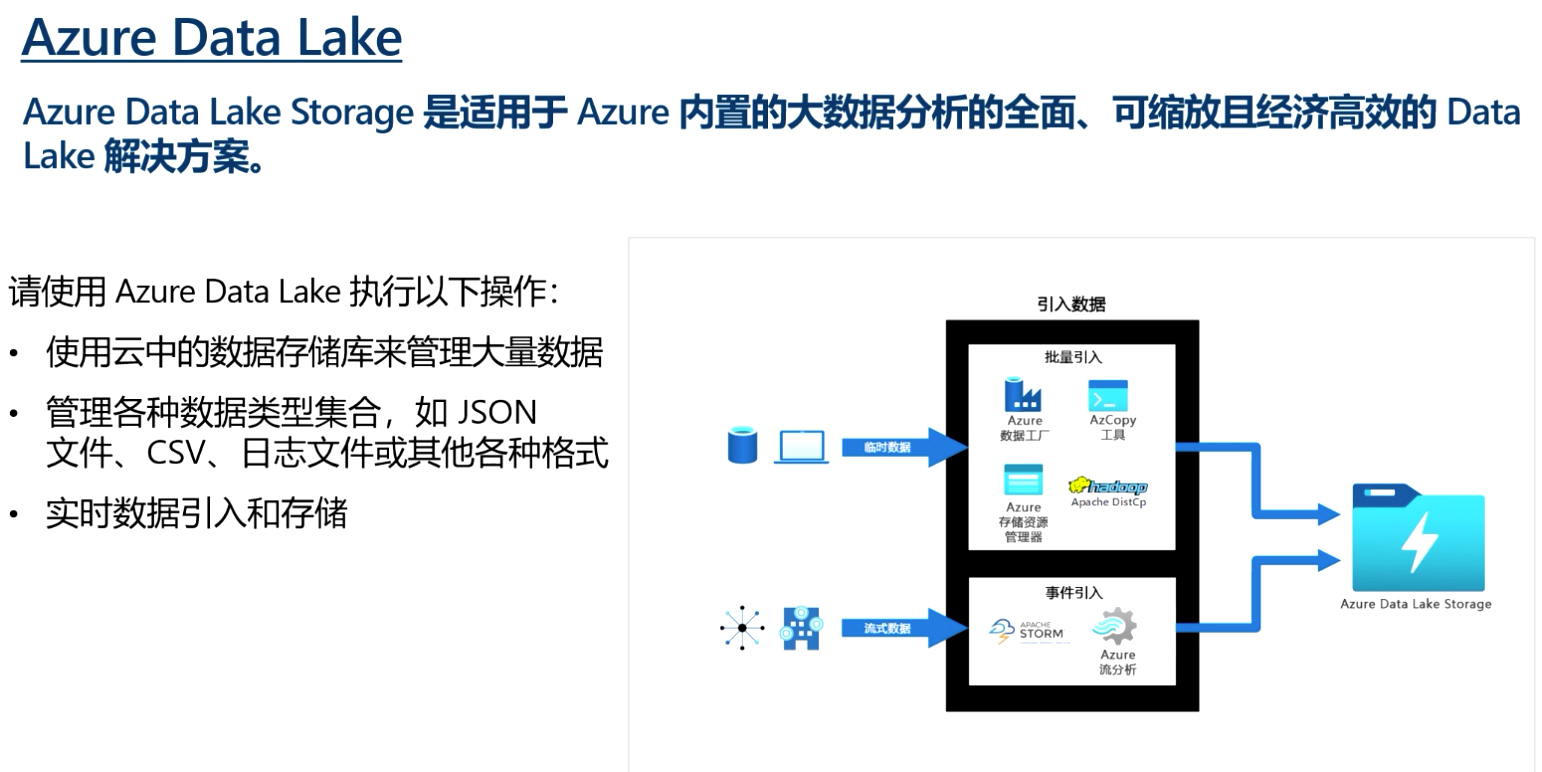 Azure Data Lake
Azure Data Lake Storage 是适用于 Azure 内置的大数据分析的全面、可缩放且经济高效的 Data
Lake 解决方案。
请使用 Azure Data Lake 执行以下操作：
• 使用云中的数据存储库来管理大量数据
• 管理各种数据类型集合，如 JSON
文件、CSV、日志文件或其他各种格式
• 实时数据引入和存储
引入数据
批量引入
Azure
数据工厂
AzCopy
工具
临时数据
Azure
存储资源
管理器
hadoop
Apache DistCp
事件引入
流式数据
APACHE
STORM
Azure
流分析
Azure Data Lake Storage